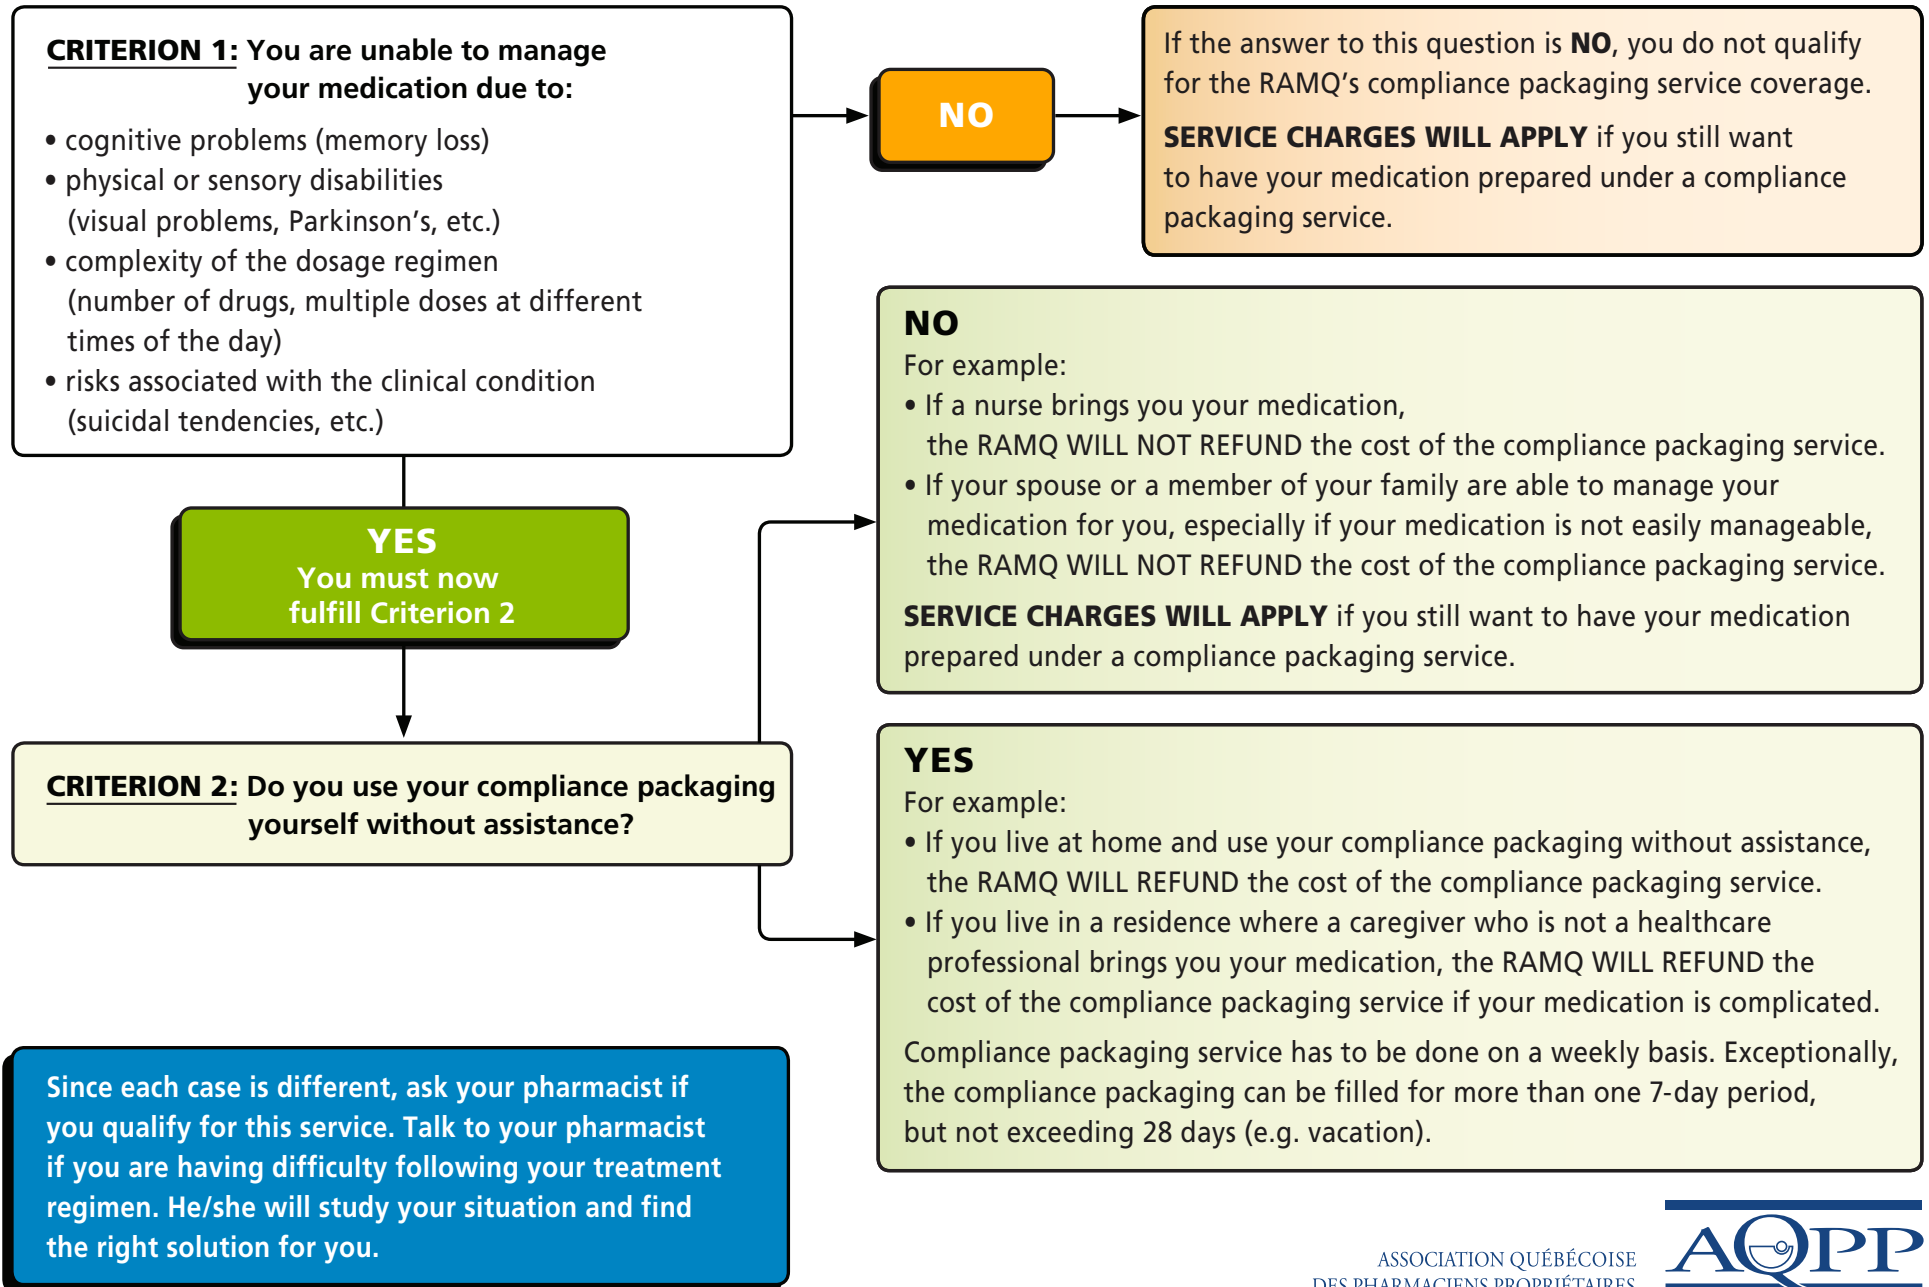 CRITERION 1: You are unable to manage
your medication due to:
• cognitive problems (memory loss)
• physical or sensory disabilities
(visual problems, Parkinson's, etc.)
• complexity of the dosage regimen
(number of drugs, multiple doses at different
times of the day)
• risks associated with the clinical condition
(suicidal tendencies, etc.)
NO
If the answer to this question is NO, you do not qualify
for the RAMQ's compliance packaging service coverage.
SERVICE CHARGES WILL APPLY if you still want
to have your medication prepared under a compliance
packaging service.
YES
You must now
fulfill Criterion 2
CRITERION 2: Do you use your compliance packaging
yourself without assistance?
NO
For example:
• If a nurse brings you your medication,
the RAMQ WILL NOT REFUND the cost of the compliance packaging service.
• If your spouse or a member of your family are able to manage your
medication for you, especially if your medication is not easily manageable,
the RAMQ WILL NOT REFUND the cost of the compliance packaging service.
SERVICE CHARGES WILL APPLY if you still want to have your medication
prepared under a compliance packaging service.
YES
For example:
• If you live at home and use your compliance packaging without assistance,
the RAMQ WILL REFUND the cost of the compliance packaging service.
• If you live in a residence where a caregiver who is not a healthcare
professional brings you your medication, the RAMQ WILL REFUND the
cost of the compliance packaging service if your medication is complicated.
Compliance packaging service has to be done on a weekly basis. Exceptionally,
the compliance packaging can be filled for more than one 7-day period,
but not exceeding 28 days (e.g. vacation).
Since each case is different, ask your pharmacist if
you qualify for this service. Talk to your pharmacist
if you are having difficulty following your treatment
regimen. He/she will study your situation and find
the right solution for you.
ASSOCIATION QUÉBÉCOISE
DES PHARMACIENS PROPRIÉTAIRES
AQPP